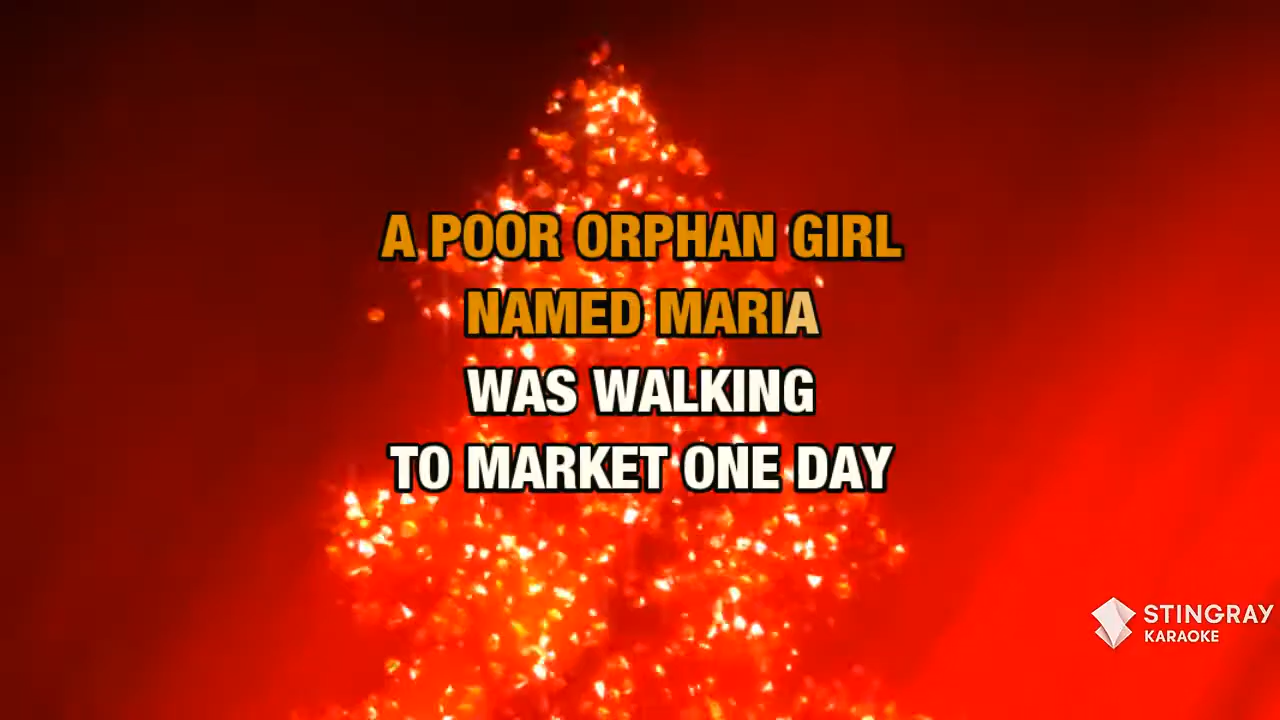 A POOR ORPHAN GIRL
NAMED MARIA
WAS WALKING
TO MARKET ONE DAY
STINGRAY
KARAOKE